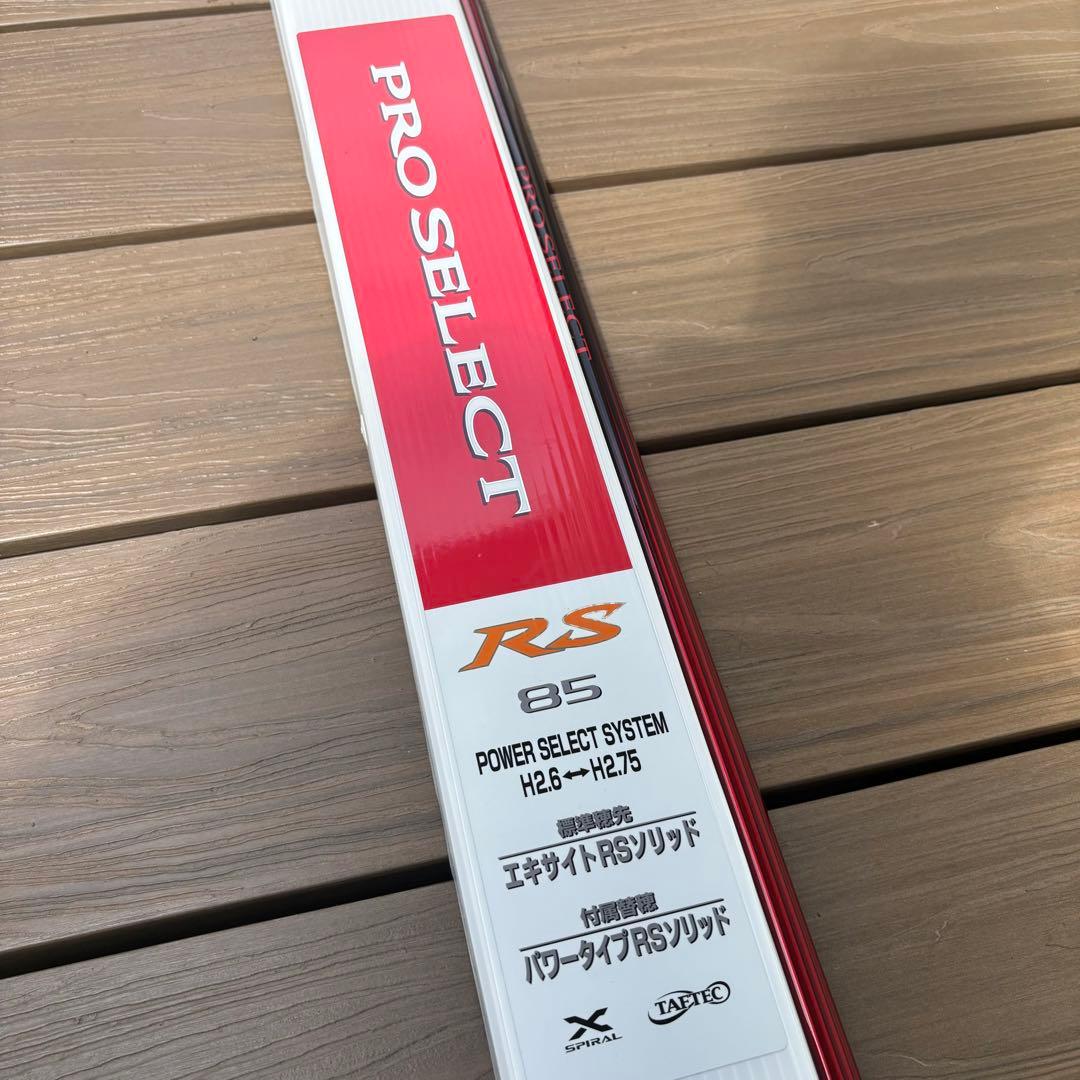 PRO SELECT
PRO SELECT
RS
85
POWER SELECT SYSTEM
H2.6↔H2.75
標準穂先
エキサイトRSソリッド
付属替穂
パワータイプRSソリッド
X
SPIRAL
TAFTEC